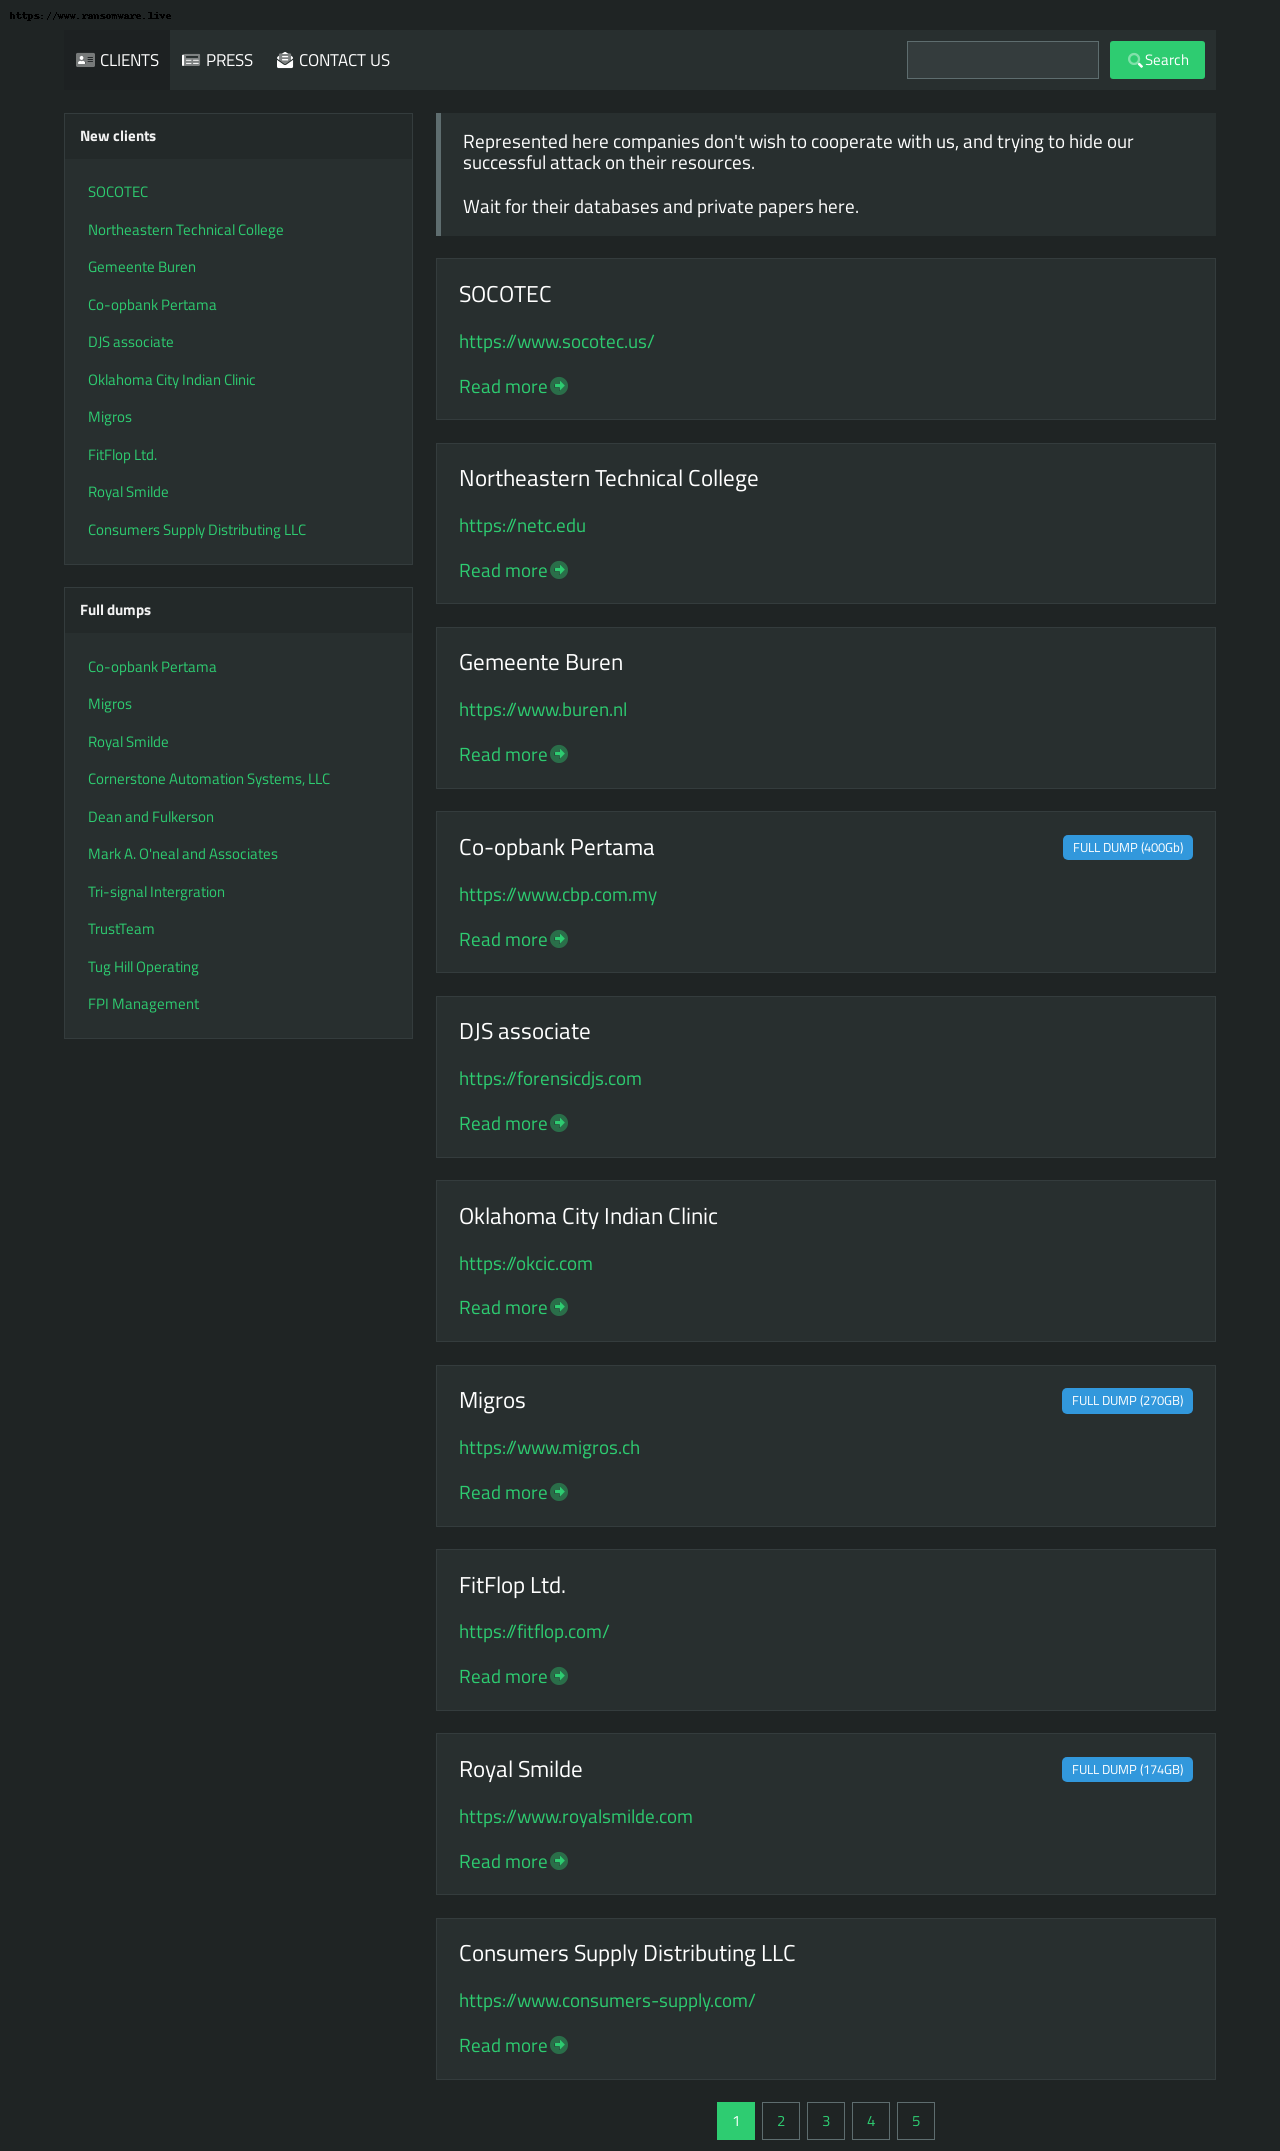 https://www.ransomware.live
CLIENTS
PRESS
CONTACT US
Search
New clients
SOCOTEC
Northeastern Technical College
Gemeente Buren
Co-opbank Pertama
DJS associate
Oklahoma City Indian Clinic
Migros
FitFlop Ltd.
Royal Smilde
Consumers Supply Distributing LLC
Full dumps
Co-opbank Pertama
Migros
Royal Smilde
Cornerstone Automation Systems, LLC
Dean and Fulkerson
Mark A. O'neal and Associates
Tri-signal Intergration
TrustTeam
Tug Hill Operating
FPI Management
Represented here companies don't wish to cooperate with us, and trying to hide our
successful attack on their resources.
Wait for their databases and private papers here.
SOCOTEC
https://www.socotec.us/
Read more
Northeastern Technical College
https://netc.edu
Read more
Gemeente Buren
https://www.buren.nl
Read more
Co-opbank Pertama
FULL DUMP (400Gb)
https://www.cbp.com.my
Read more
DJS associate
https://forensicdjs.com
Read more
Oklahoma City Indian Clinic
https://okcic.com
Read more
Migros
FULL DUMP (270GB)
https://www.migros.ch
Read more
FitFlop Ltd.
https://fitflop.com/
Read more
Royal Smilde
FULL DUMP (174GB)
https://www.royalsmilde.com
Read more
Consumers Supply Distributing LLC
https://www.consumers-supply.com/
Read more
1 2 3 4 5